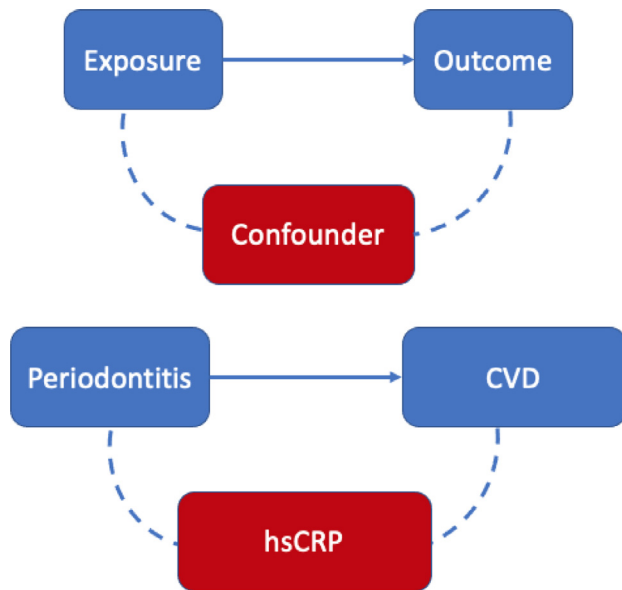 Exposure
Outcome
Confounder
Periodontitis
CVD
hsCRP